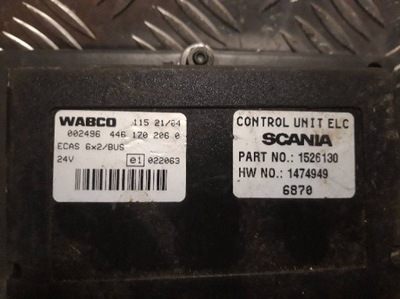 WABCO 115 21/04
002496 446 170 206 0
ECAS 6x2/BUS
24V e1 022063
CONTROL UNIT ELC
SCANIA
PART NO.: 1526130
HW NO.: 1474949
6870